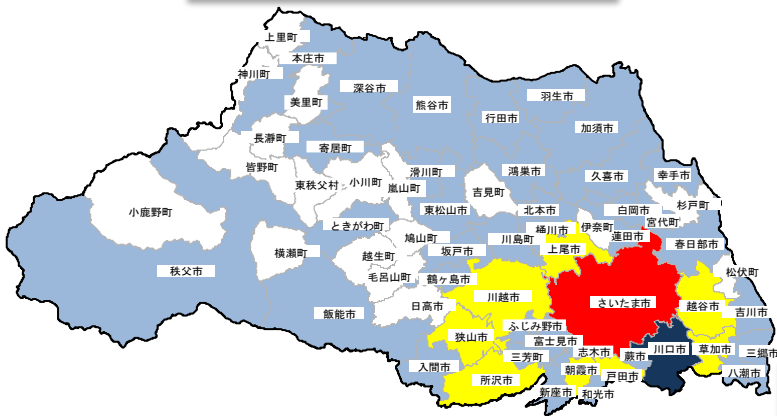 上里町
本庄市
神川町
深谷市
美里町
熊谷市
羽生市
行田市
加須市
長瀞町
寄居町
皆野町
東秩父村
小川町
嵐山町
滑川町
吉見町
鴻巣市
久喜市
幸手市
小鹿野町
ときがわ町
東松山市
北本市
白岡市
杉戸町
宮代町
桶川市
伊奈町
蓮田市
春日部市
鳩山町
川島町
上尾市
坂戸市
横瀬町
越生町
秩父市
毛呂山町
鶴ヶ島市
松伏町
川越市
さいたま市
越谷市
吉川市
日高市
飯能市
ふじみ野市
狭山市
富士見市
三芳町
志木市
蕨市
川口市
草加市
三郷市
入間市
所沢市
朝霞市
戸田市
八潮市
新座市
和光市